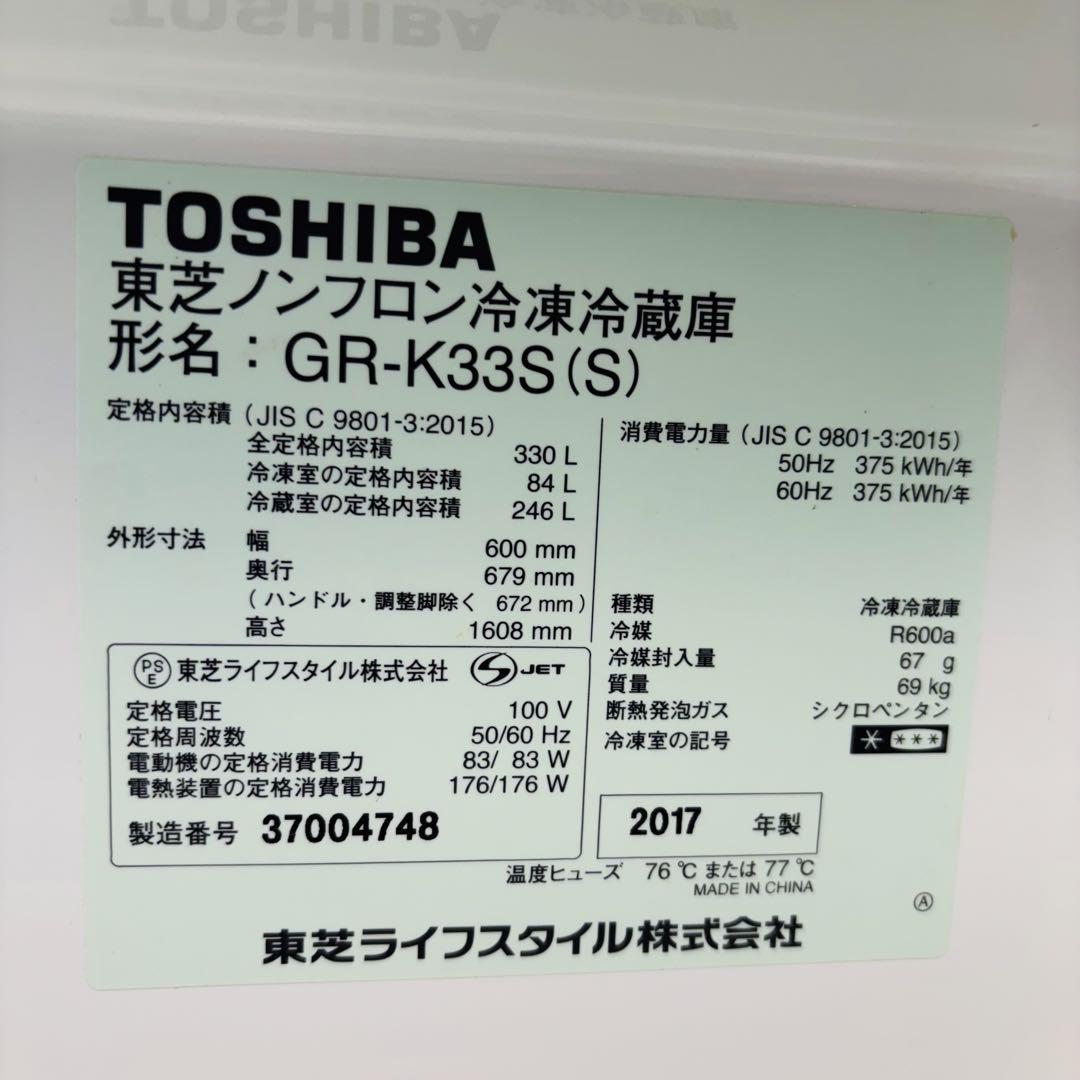 TOSHIBA
東芝ノンフロン冷凍冷蔵庫
形名：GR-K33S(S)
定格内容積 (JIS C 9801-3:2015)
全定格内容積 330 L
冷凍室の定格内容積 84 L
冷蔵室の定格内容積 246 L
外形寸法 幅 600 mm
奥行 679 mm
(ハンドル・調整脚除く 672 mm)
高さ 1608 mm
消費電力量 (JIS C 9801-3:2015)
50Hz 375 kWh/年
60Hz 375 kWh/年
種類 冷凍冷蔵庫
冷媒 R600a
冷媒封入量 67 g
質量 69 kg
断熱発泡ガス シクロペンタン
冷凍室の記号 * ***
PSE 東芝ライフスタイル株式会社 S JET
定格電圧 100 V
定格周波数 50/60 Hz
電動機の定格消費電力 83/ 83 W
電熱装置の定格消費電力 176/176 W
製造番号 37004748
2017 年製
温度ヒューズ 76 ℃ または 77 ℃
MADE IN CHINA
Ⓐ
東芝ライフスタイル株式会社